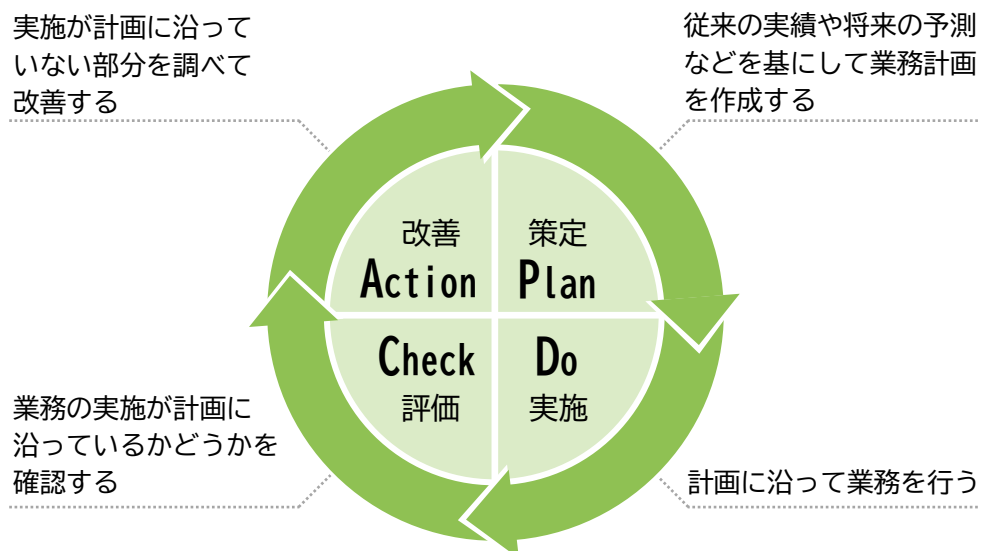 実施が計画に沿って
いない部分を調べて
改善する
従来の実績や将来の予測
などを基にして業務計画
を作成する
改善
Action
策定
Plan
Check
評価
Do
実施
業務の実施が計画に
沿っているかどうかを
確認する
計画に沿って業務を行う